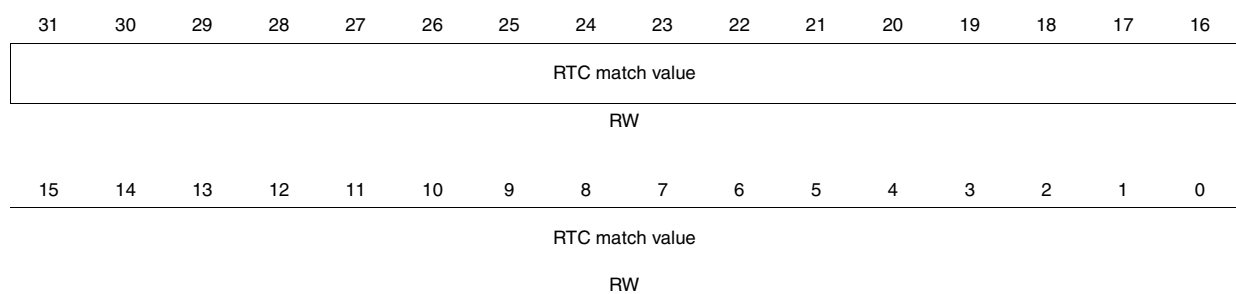 31 30 29 28 27 26 25 24 23 22 21 20 19 18 17 16
RTC match value
RW
15 14 13 12 11 10 9 8 7 6 5 4 3 2 1 0
RTC match value
RW